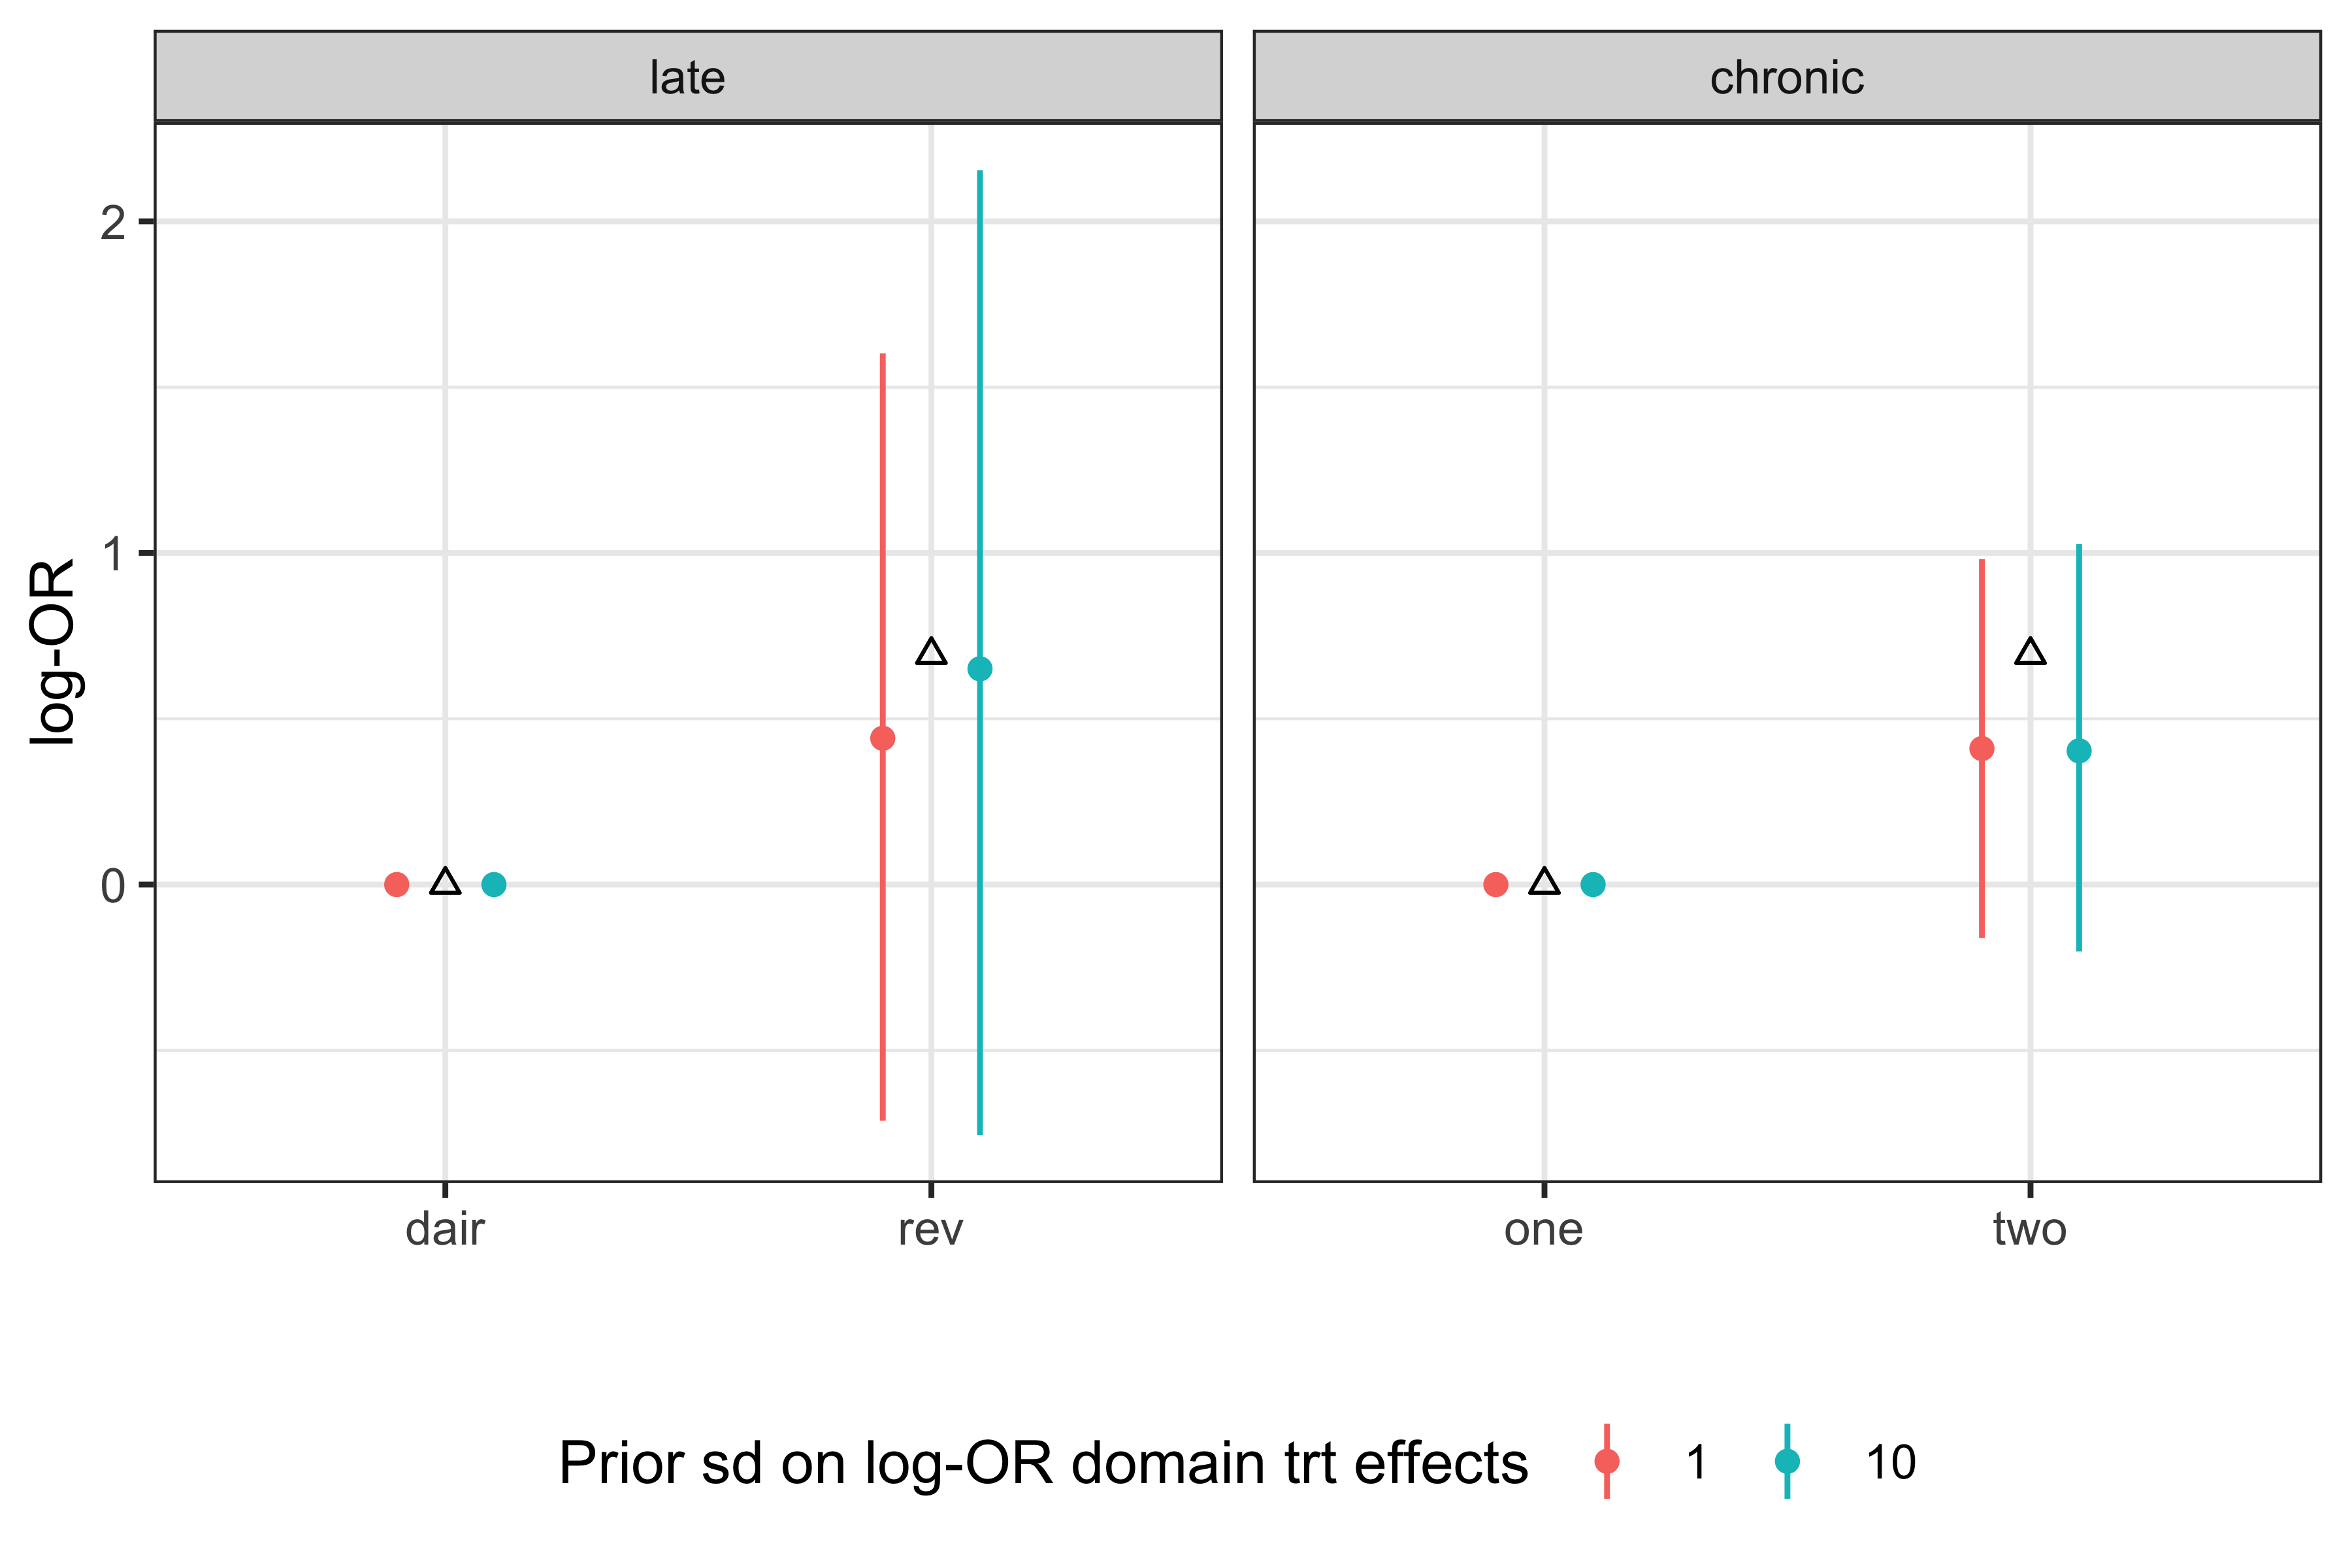 late chronic
2
1
0
log-OR
dair rev one two
Prior sd on log-OR domain trt effects 1 10